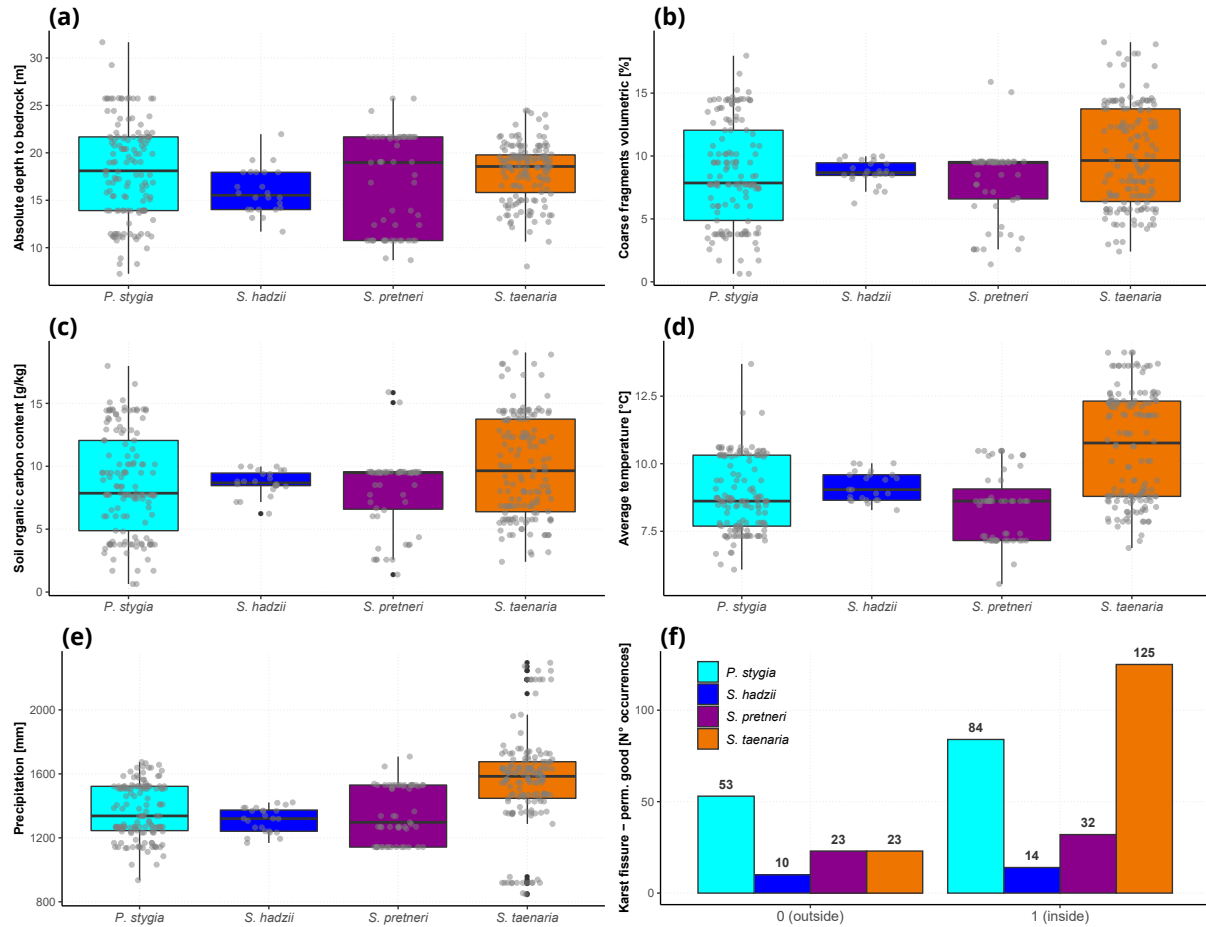 (a)
Absolute depth to bedrock [m]
30
25
20
15
10
P. stygia
S. hadzii
S. pretneri
S. taenaria
(b)
Coarse fragments volumetric [%]
15
10
5
0
P. stygia
S. hadzii
S. pretneri
S. taenaria
(c)
Soil organic carbon content [g/kg]
15
10
5
0
P. stygia
S. hadzii
S. pretneri
S. taenaria
(d)
Average temperature [°C]
12.5
10.0
7.5
P. stygia
S. hadzii
S. pretneri
S. taenaria
(e)
Precipitation [mm]
2000
1600
1200
800
P. stygia
S. hadzii
S. pretneri
S. taenaria
(f)
Karst fissure – perm. good [N° occurrences]
100
50
0
P. stygia
S. hadzii
S. pretneri
S. taenaria
53
10
23
23
84
14
32
125
0 (outside)
1 (inside)